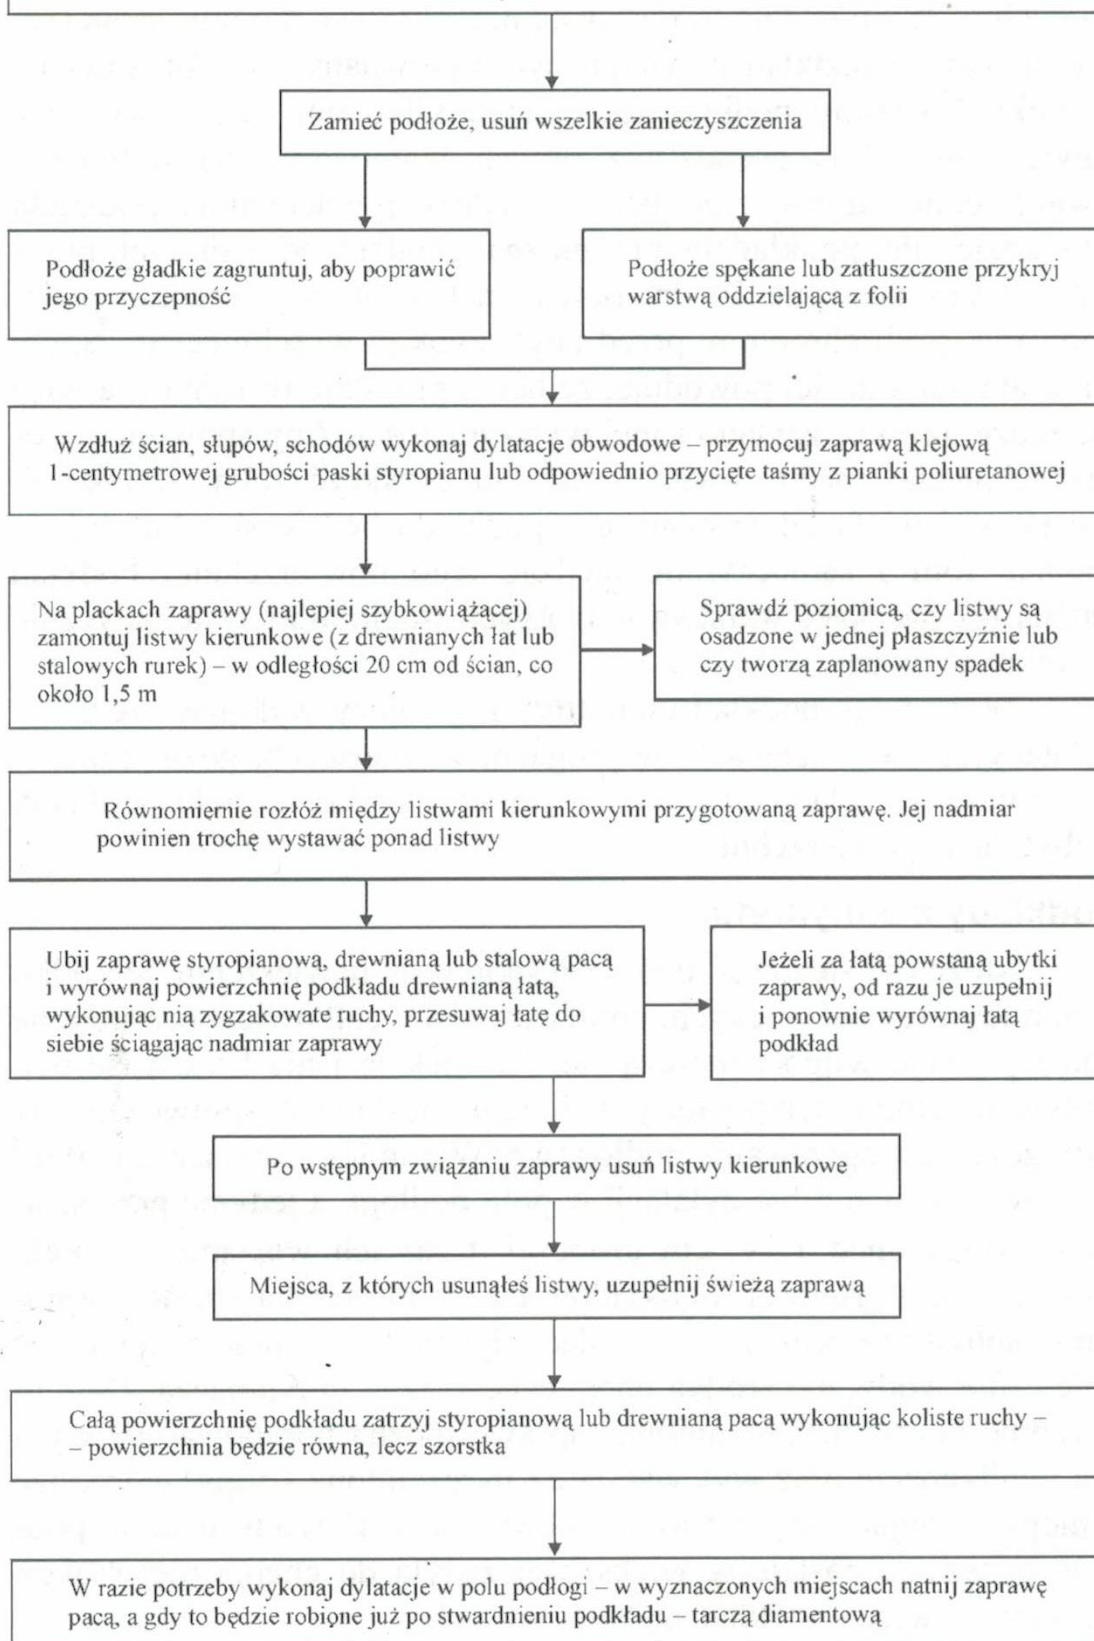 Zamieć podłoże, usuń wszelkie zanieczyszczenia
Podłoże gładkie zagruntuj, aby poprawić
jego przyczepność
Podłoże spękane lub zatłuszczone przykryj
warstwą oddzielającą z folii
Wzdłuż ścian, słupów, schodów wykonaj dylatacje obwodowe – przymocuj zaprawą klejową
1-centymetrowej grubości paski styropianu lub odpowiednio przycięte taśmy z pianki poliuretanowej
Na plackach zaprawy (najlepiej szybkowiążącej)
zamontuj listwy kierunkowe (z drewnianych łat lub
stalowych rurek) – w odległości 20 cm od ścian, co
około 1,5 m
Sprawdź poziomicą, czy listwy są
osadzone w jednej płaszczyźnie lub
czy tworzą zaplanowany spadek
Równomiernie rozłóż między listwami kierunkowymi przygotowaną zaprawę. Jej nadmiar
powinien trochę wystawać ponad listwy
Ubij zaprawę styropianową, drewnianą lub stalową pacą
i wyrównaj powierzchnię podkładu drewnianą łatą,
wykonując nią zygzakowate ruchy, przesuwaj łatę do
siebie ściągając nadmiar zaprawy
Jeżeli za łatą powstaną ubytki
zaprawy, od razu je uzupełnij
i ponownie wyrównaj łatą
podkład
Po wstępnym związaniu zaprawy usuń listwy kierunkowe
Miejsca, z których usunąłeś listwy, uzupełnij świeżą zaprawą
Całą powierzchnię podkładu zatrzyj styropianową lub drewnianą pacą wykonując koliste ruchy –
– powierzchnia będzie równa, lecz szorstka
W razie potrzeby wykonaj dylatacje w polu podłogi – w wyznaczonych miejscach natnij zaprawę
pacą, a gdy to będzie robione już po stwardnieniu podkładu – tarczą diamentową